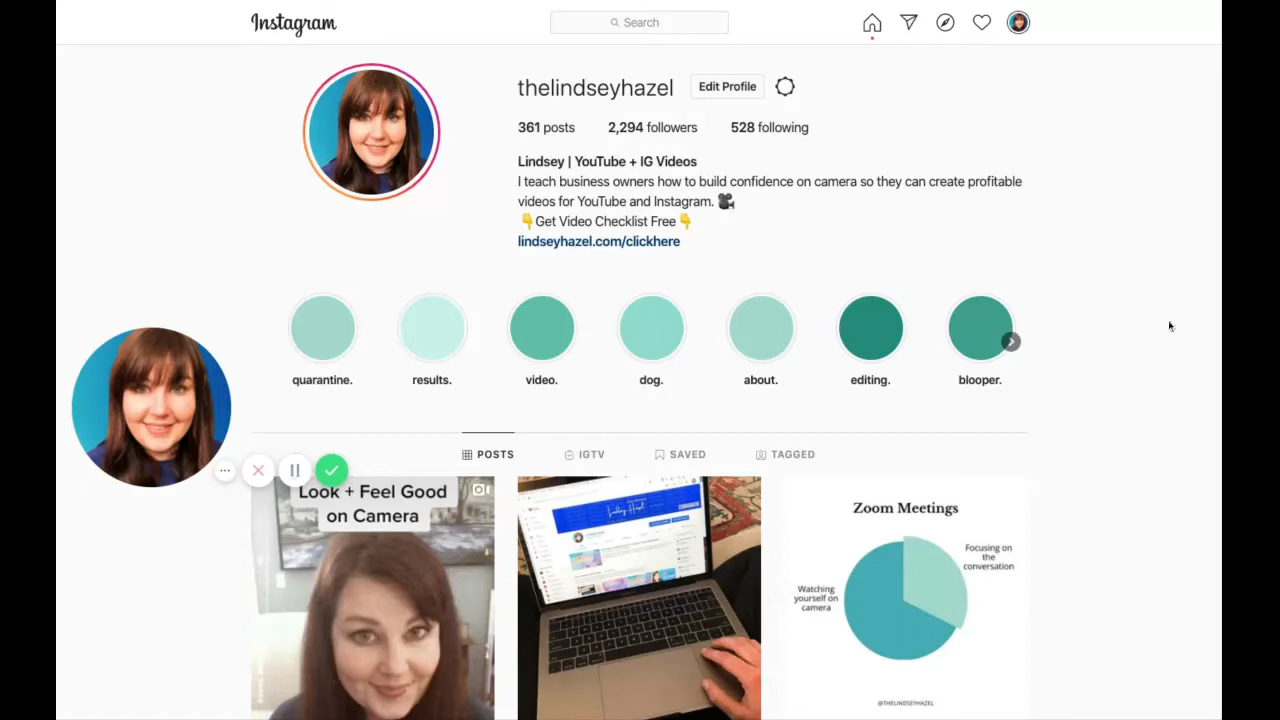 Instagram
Search
thelindseyhazel
Edit Profile
361 posts
2,294 followers
528 following
Lindsey | YouTube + IG Videos
I teach business owners how to build confidence on camera so they can create profitable
videos for YouTube and Instagram. 🎥
👇Get Video Checklist Free👇
lindseyhazel.com/clickhere
quarantine.
results.
video.
dog.
about.
editing.
blooper.
POSTS
IGTV
SAVED
TAGGED
Look + Feel Good
on Camera
Lindsey Hazel
Zoom Meetings
Focusing on
the
conversation
Watching
yourself on
camera
@THELINDSEYHAZEL